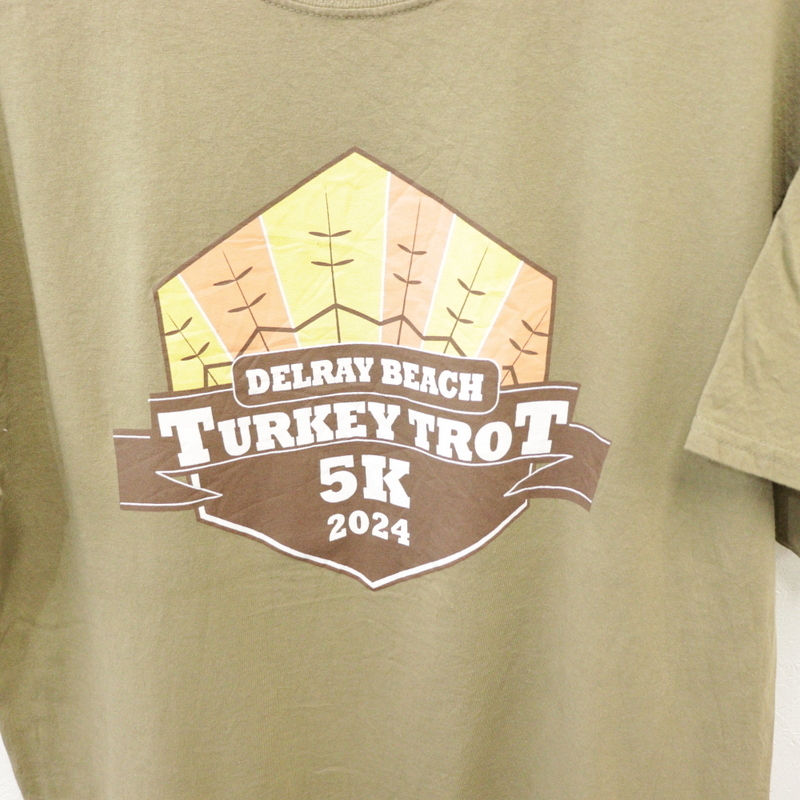 DELRAY BEACH
TURKEY TROT
5K
2024